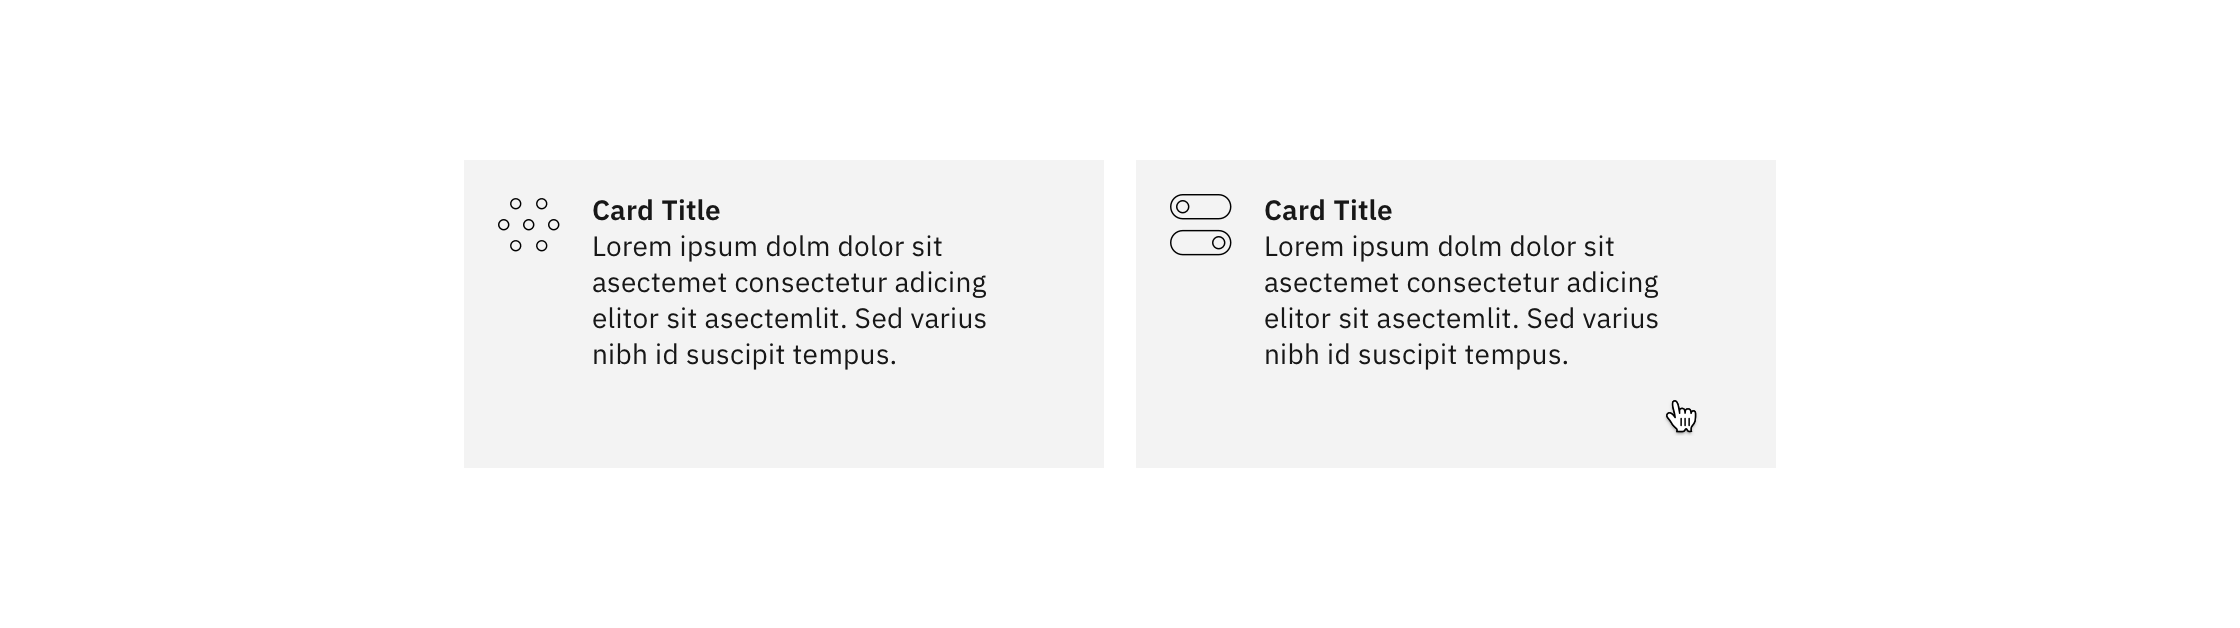 Card Title
Lorem ipsum dolm dolor sit
asectemet consectetur adicing
elitor sit asectemlit. Sed varius
nibh id suscipit tempus.
Card Title
Lorem ipsum dolm dolor sit
asectemet consectetur adicing
elitor sit asectemlit. Sed varius
nibh id suscipit tempus.